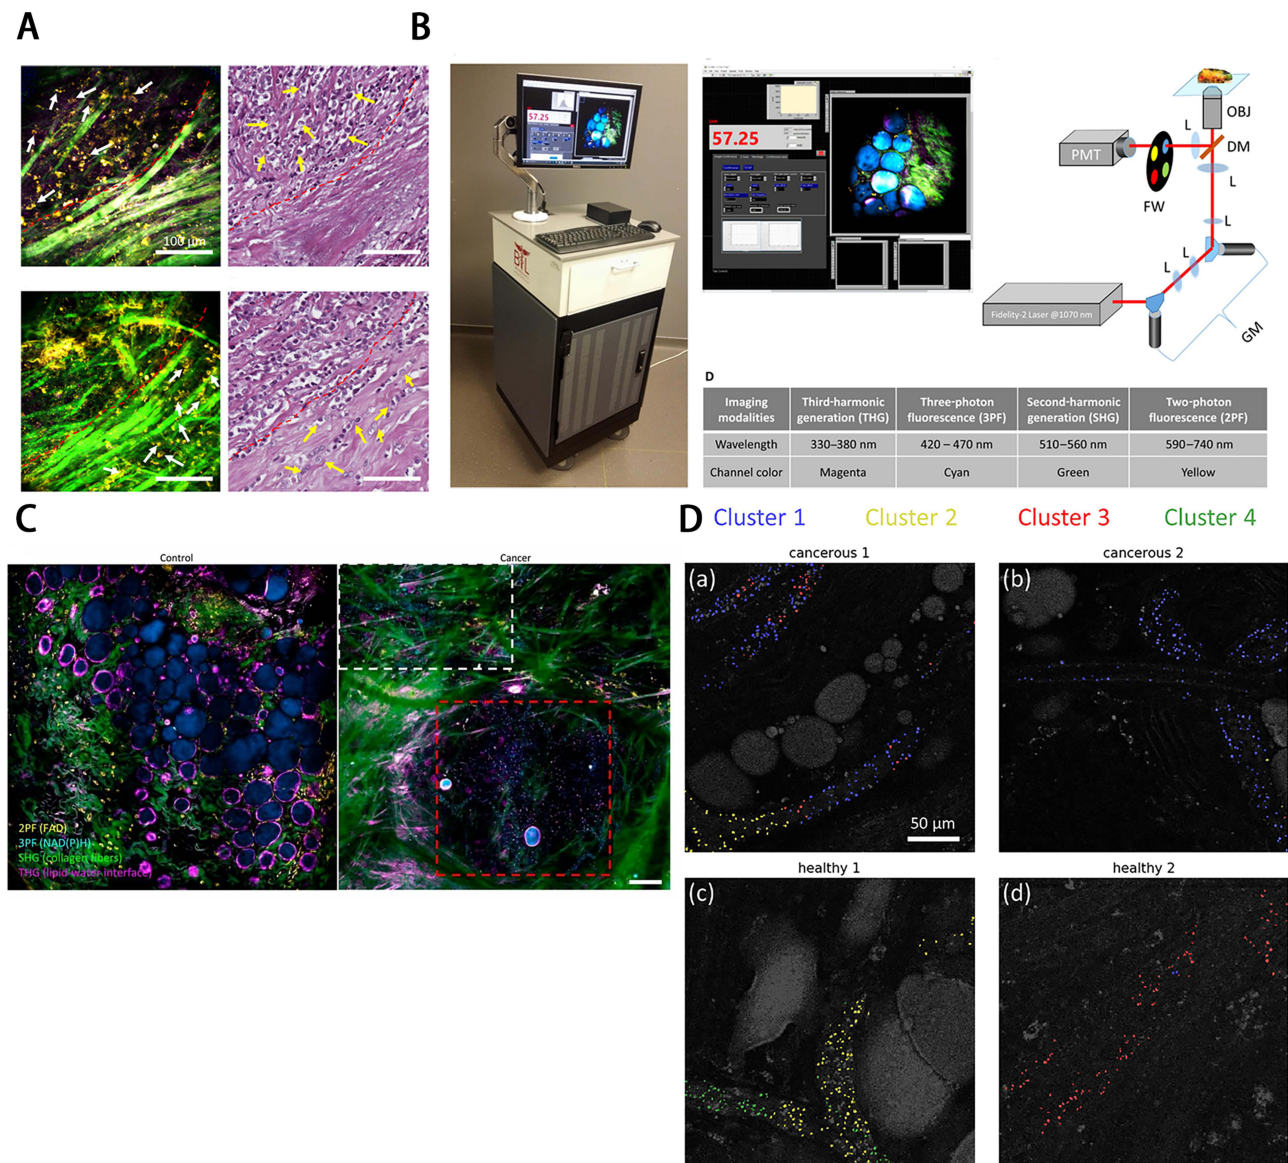 A
B
100 μm
57.25
BTL
57.25
OBJ
L
DM
PMT
L
FW
L
L
L
Fidelity-2 Laser @1070 nm
GM
D
Imaging modalities
Third-harmonic generation (THG)
Three-photon fluorescence (3PF)
Second-harmonic generation (SHG)
Two-photon fluorescence (2PF)
Wavelength
330–380 nm
420 – 470 nm
510–560 nm
590–740 nm
Channel color
Magenta
Cyan
Green
Yellow
C
Control
Cancer
2PF (FAD)
3PF (NAD(P)H)
SHG (collagen fibers)
THG (lipid-water interface)
D
Cluster 1
Cluster 2
Cluster 3
Cluster 4
cancerous 1
cancerous 2
(a)
(b)
50 μm
healthy 1
healthy 2
(c)
(d)